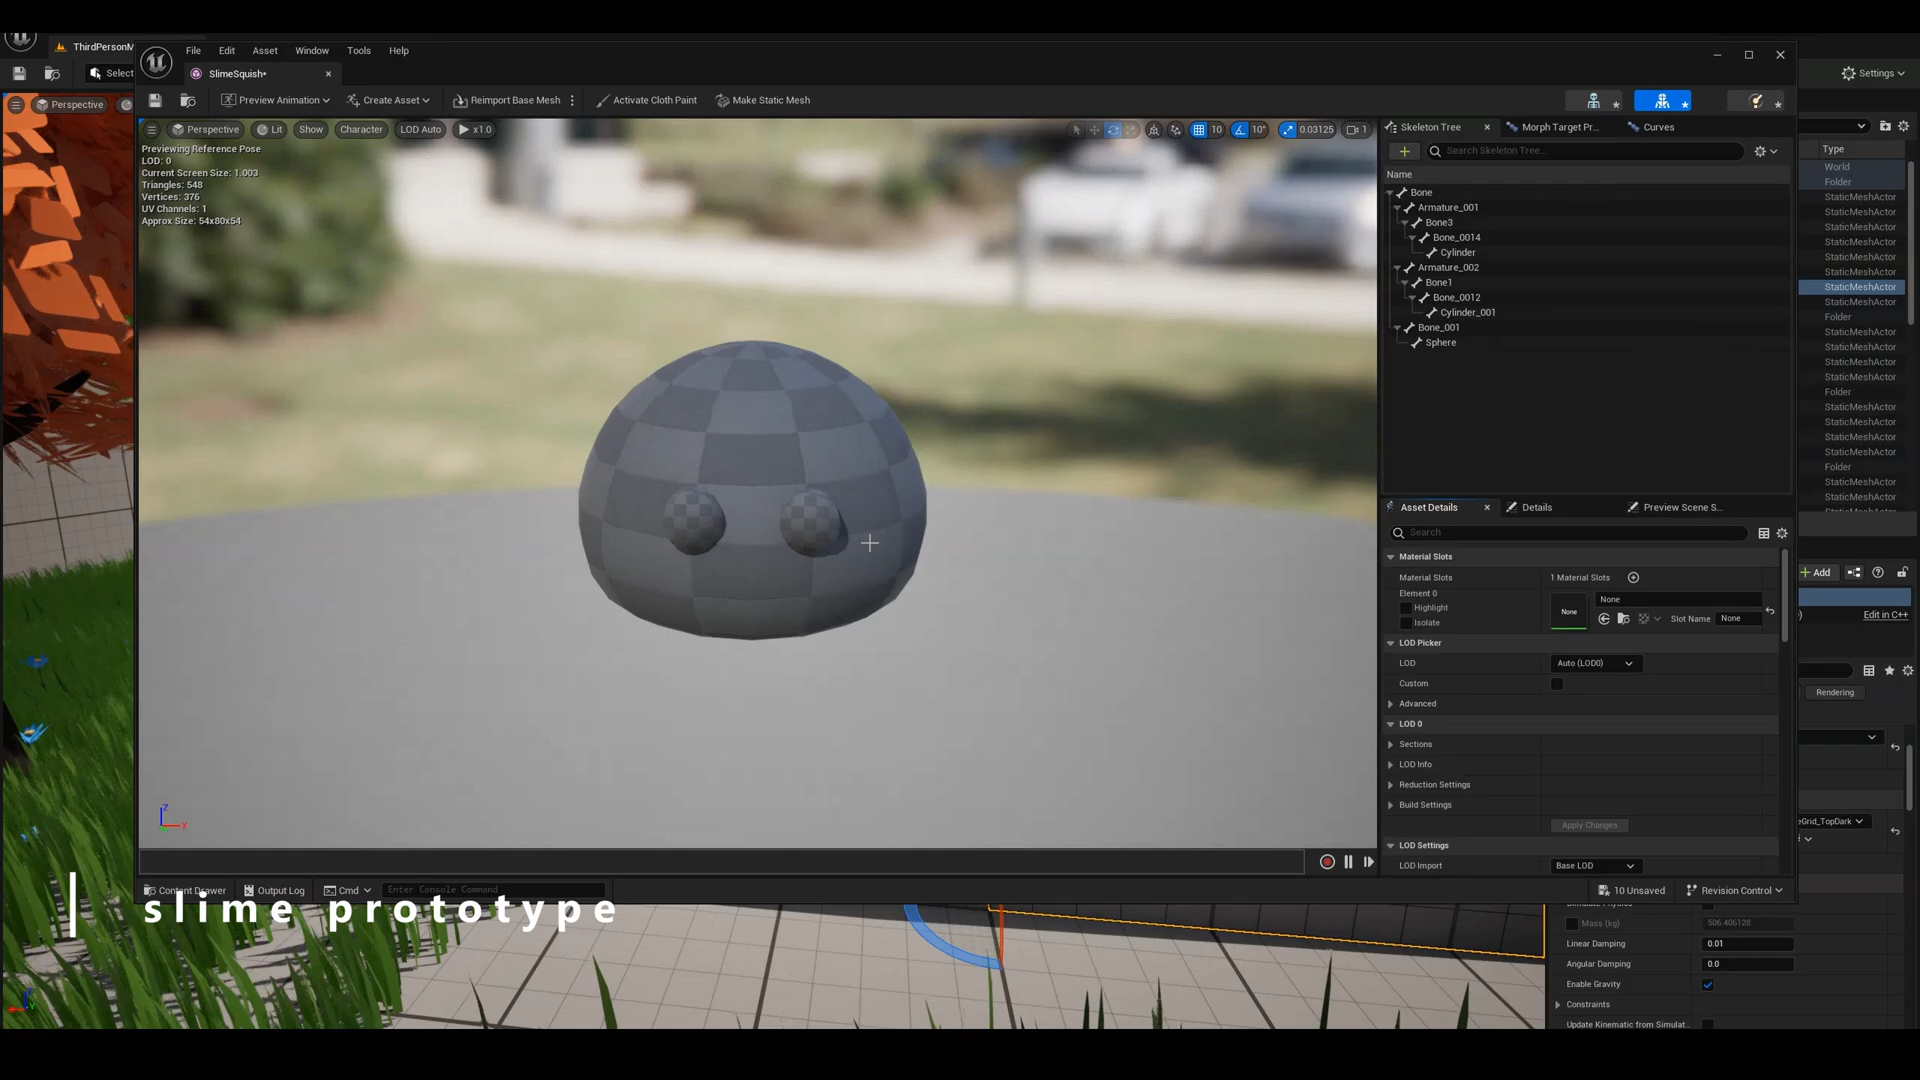 ThirdPersonM
File Edit Asset Window Tools Help
SlimeSquish•
Select
Settings
Preview Animation Create Asset Reimport Base Mesh Activate Cloth Paint Make Static Mesh
Perspective
Perspective Lit Show Character LOD Auto x1.0
10 10° 0.03125 1
Previewing Reference Pose
LOD: 0
Current Screen Size: 1.003
Triangles: 548
Vertices: 376
UV Channels: 1
Approx Size: 54x80x54
Skeleton Tree Morph Target Pr... Curves
Search Skeleton Tree...
Name
Bone
Armature_001
Bone3
Bone_0014
Cylinder
Armature_002
Bone1
Bone_0012
Cylinder_001
Bone_001
Sphere
Type
World
Folder
StaticMeshActor
StaticMeshActor
StaticMeshActor
StaticMeshActor
StaticMeshActor
StaticMeshActor
StaticMeshActor
StaticMeshActor
Folder
StaticMeshActor
StaticMeshActor
StaticMeshActor
StaticMeshActor
Folder
StaticMeshActor
StaticMeshActor
StaticMeshActor
StaticMeshActor
Folder
StaticMeshActor
StaticMeshActor
Asset Details Details Preview Scene S...
Search
Material Slots
Material Slots 1 Material Slots
Element 0
Highlight
Isolate
None
None
Slot Name None
LOD Picker
LOD Auto (LOD0)
Custom
Advanced
LOD 0
Sections
LOD Info
Reduction Settings
Build Settings
Apply Changes
LOD Settings
LOD Import Base LOD
Add
Edit in C++
Rendering
eGrid_TopDark
Content Drawer Output Log Cmd Enter Console Command
10 Unsaved Revision Control
slime prototype
Mass (kg) 506.406128
Linear Damping 0.01
Angular Damping 0.0
Enable Gravity
Constraints
Update Kinematic from Simulat...
X
Z